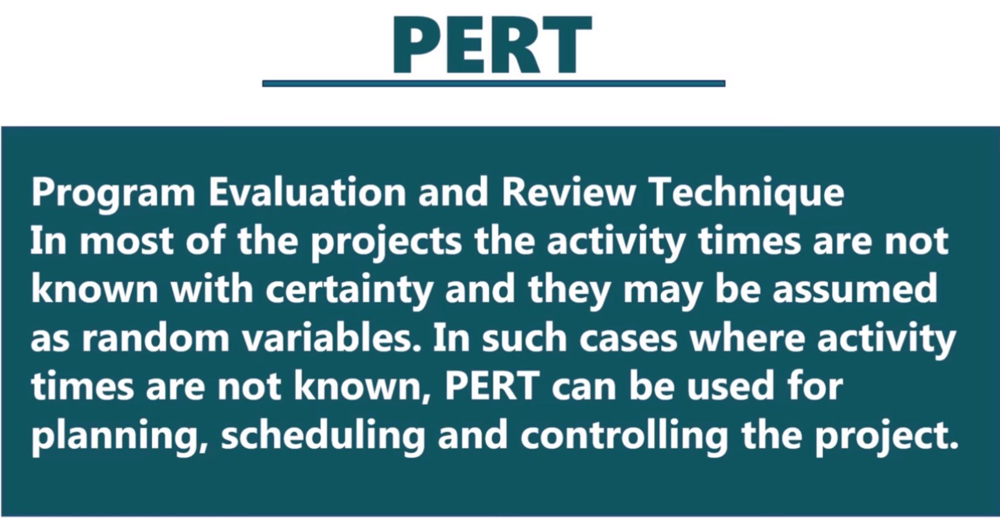 PERT
Program Evaluation and Review Technique
In most of the projects the activity times are not
known with certainty and they may be assumed
as random variables. In such cases where activity
times are not known, PERT can be used for
planning, scheduling and controlling the project.